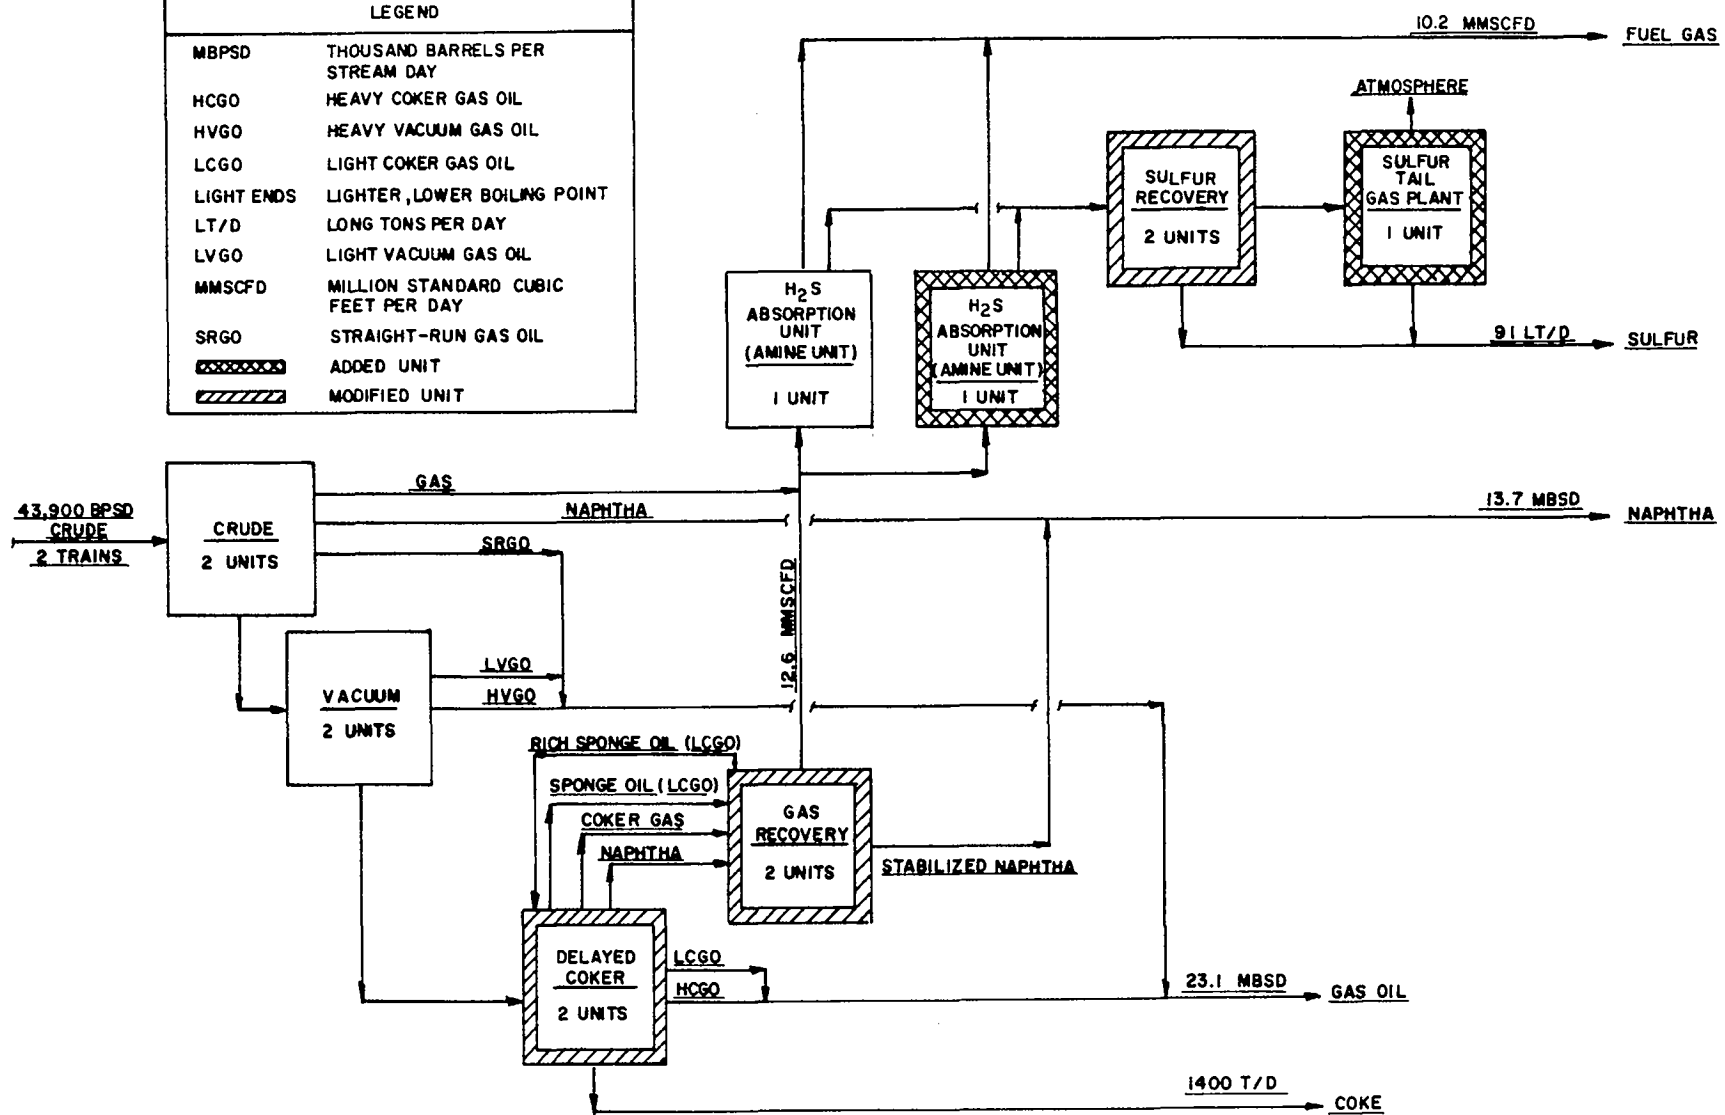 LEGEND
MBPSD THOUSAND BARRELS PER
STREAM DAY
HCGO HEAVY COKER GAS OIL
HVGO HEAVY VACUUM GAS OIL
LCGO LIGHT COKER GAS OIL
LIGHT ENDS LIGHTER, LOWER BOILING POINT
LT/D LONG TONS PER DAY
LVGO LIGHT VACUUM GAS OIL
MMSCFD MILLION STANDARD CUBIC
FEET PER DAY
SRGO STRAIGHT-RUN GAS OIL
ADDED UNIT
MODIFIED UNIT
10.2 MMSCFD
FUEL GAS
ATMOSPHERE
SULFUR
RECOVERY
2 UNITS
SULFUR
TAIL
GAS PLANT
1 UNIT
H2S
ABSORPTION
UNIT
(AMINE UNIT)
1 UNIT
H2S
ABSORPTION
UNIT
(AMINE UNIT)
1 UNIT
91 LT/D
SULFUR
43,900 BPSD
CRUDE
2 TRAINS
CRUDE
2 UNITS
GAS
NAPHTHA
SRGO
13.7 MBSD
NAPHTHA
12.6 MMSCFD
VACUUM
2 UNITS
LVGO
HVGO
RICH SPONGE OIL (LCGO)
SPONGE OIL (LCGO)
COKER GAS
NAPHTHA
GAS
RECOVERY
2 UNITS
STABILIZED NAPHTHA
DELAYED
COKER
2 UNITS
LCGO
HCGO
23.1 MBSD
GAS OIL
1400 T/D
COKE